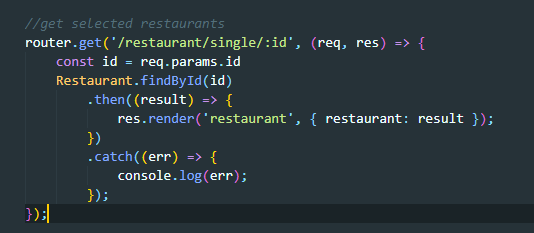 //get selected restaurants
router.get('/restaurant/single/:id', (req, res) => {
    const id = req.params.id
    Restaurant.findById(id)
        .then((result) => {
            res.render('restaurant', { restaurant: result });
        })
        .catch((err) => {
            console.log(err);
        });
});